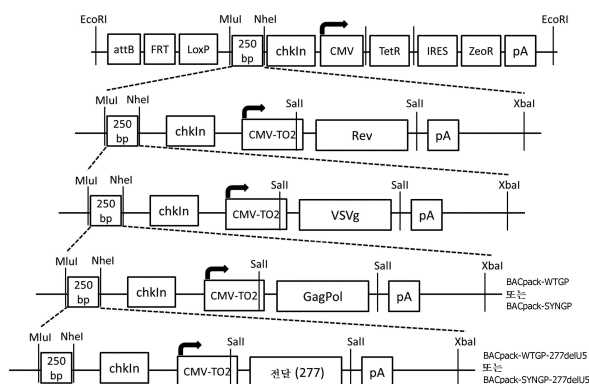 EcoRI MluI NheI EcoRI
attB FRT LoxP 250 bp chkIn CMV TetR IRES ZeoR pA
MluI NheI SalI SalI XbaI
250 bp chkIn CMV-TO2 Rev pA
MluI NheI SalI SalI XbaI
250 bp chkIn CMV-TO2 VSVg pA
MluI NheI SalI SalI XbaI
250 bp chkIn CMV-TO2 GagPol pA
BACpack-WTGP
또는
BACpack-SYNGP
MluI NheI SalI SalI XbaI
250 bp chkIn CMV-TO2 전달 (277) pA
BACpack-WTGP-277delU5
또는
BACpack-SYNGP-277delU5